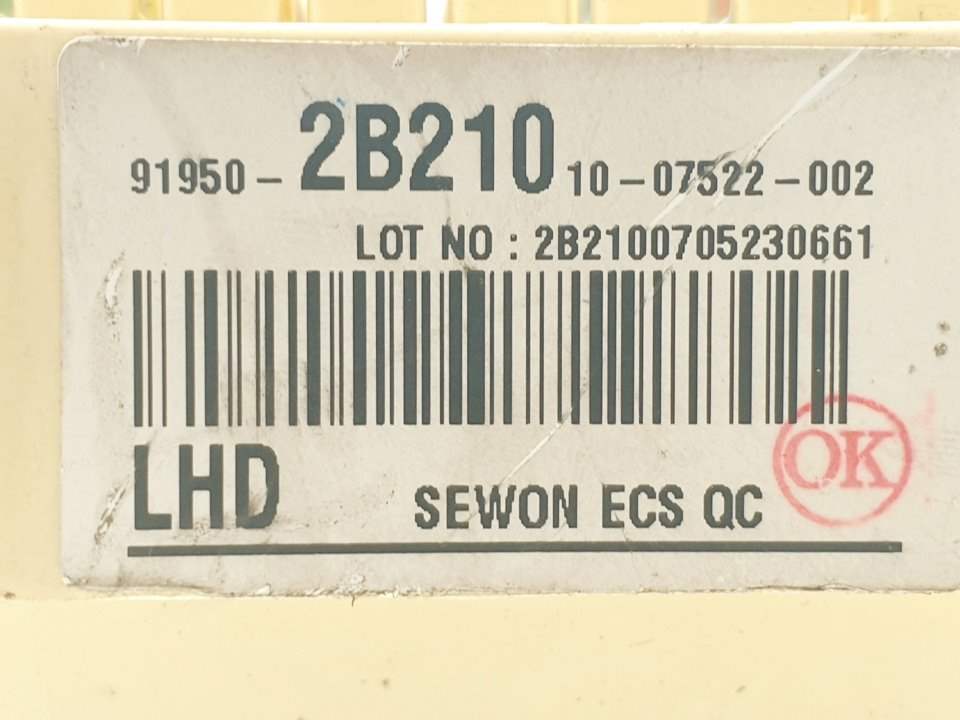 91950-2B210 10-07522-002
LOT NO : 2B2100705230661
LHD SEWON ECS QC
OK